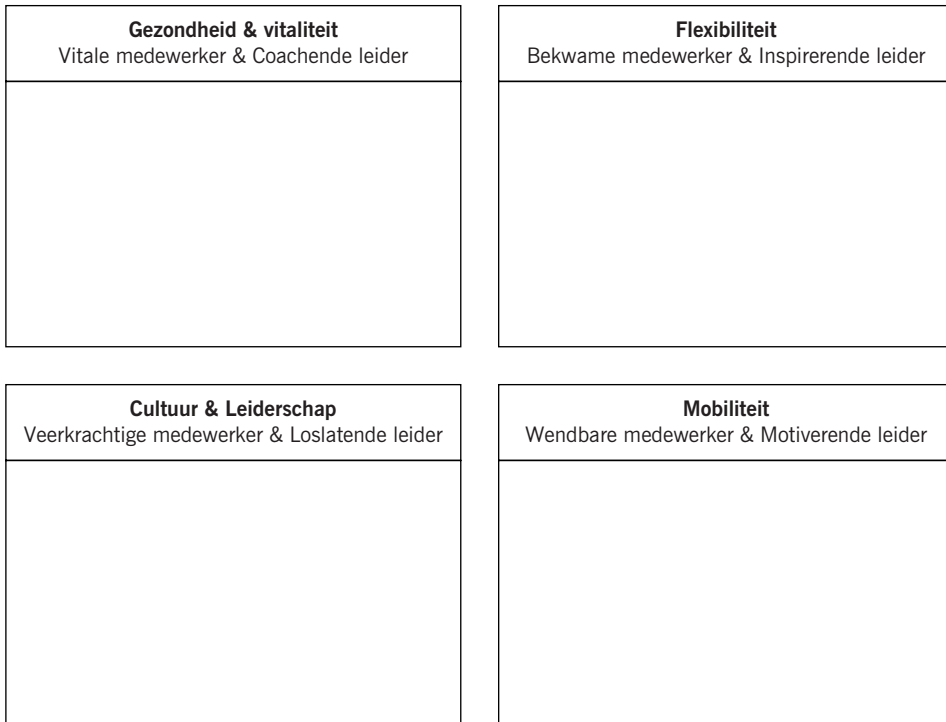 Gezondheid & vitaliteit
Vitale medewerker & Coachende leider
Flexibiliteit
Bekwame medewerker & Inspirerende leider
Cultuur & Leiderschap
Veerkrachtige medewerker & Loslatende leider
Mobiliteit
Wendbare medewerker & Motiverende leider